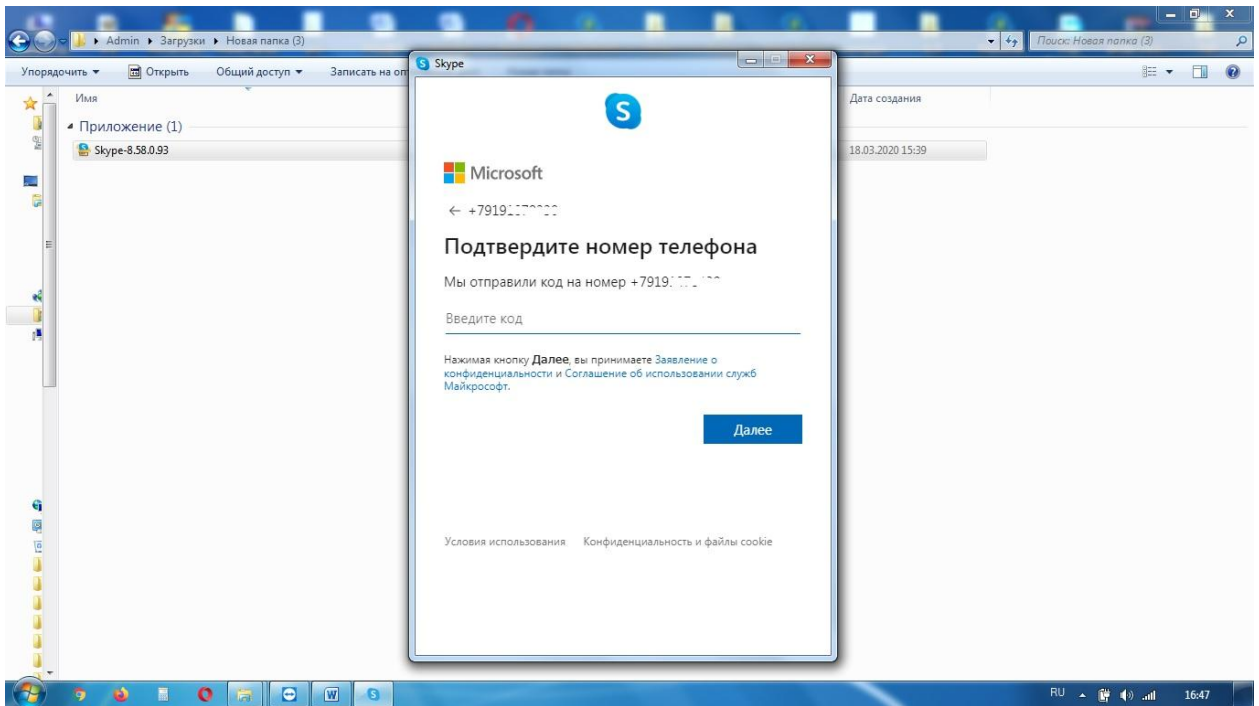 Admin ▸ Загрузки ▸ Новая папка (3)
Поиск: Новая папка (3)
Упорядочить
Открыть
Общий доступ
Записать на оп
Имя
Дата создания
Приложение (1)
Skype-8.58.0.93
18.03.2020 15:39
Skype
S
Microsoft
← +7919
Подтвердите номер телефона
Мы отправили код на номер +7919
Введите код
Нажимая кнопку Далее, вы принимаете Заявление о
конфиденциальности и Соглашение об использовании служб
Майкрософт.
Далее
Условия использования Конфиденциальность и файлы cookie
RU
16:47